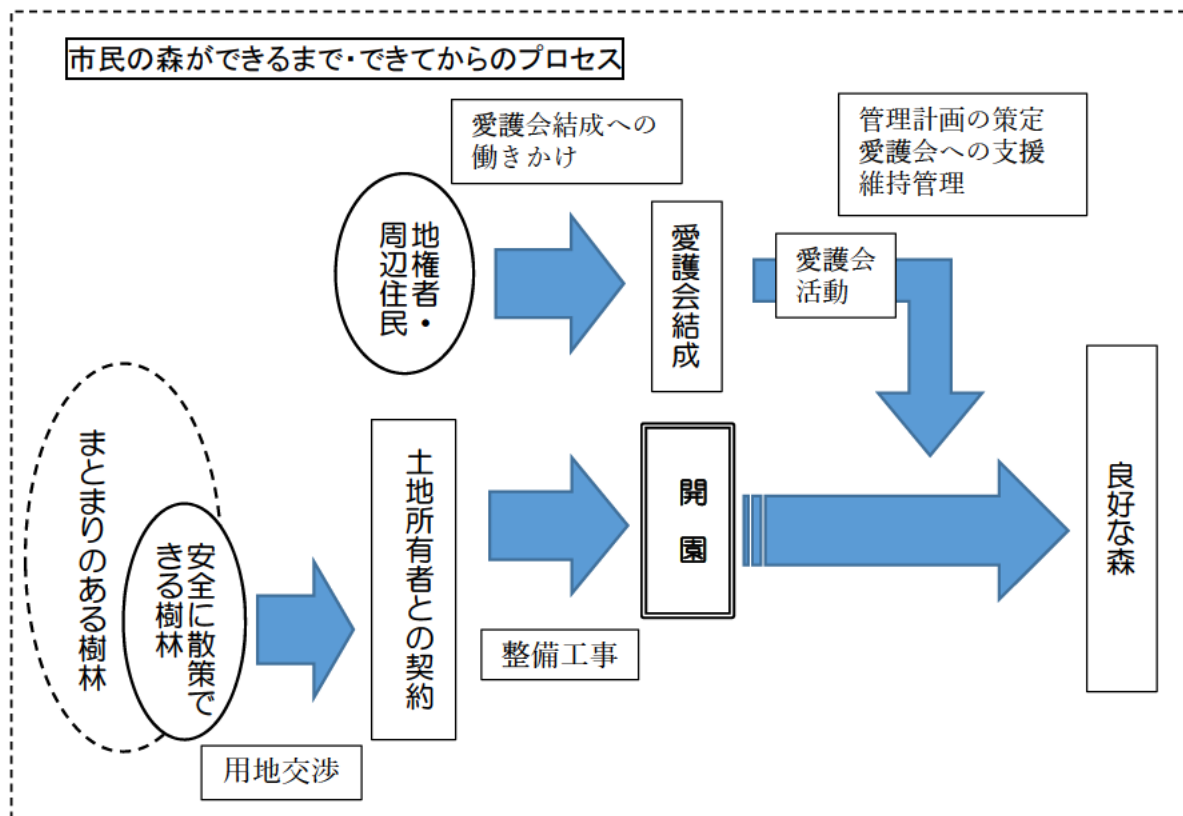 市民の森ができるまで・できてからのプロセス
愛護会結成への
働きかけ
管理計画の策定
愛護会への支援
維持管理
地権者・
周辺住民
愛護会結成
愛護会
活動
まとまりのある樹林
安全に散策で
きる樹林
土地所有者との契約
開園
良好な森
整備工事
用地交渉